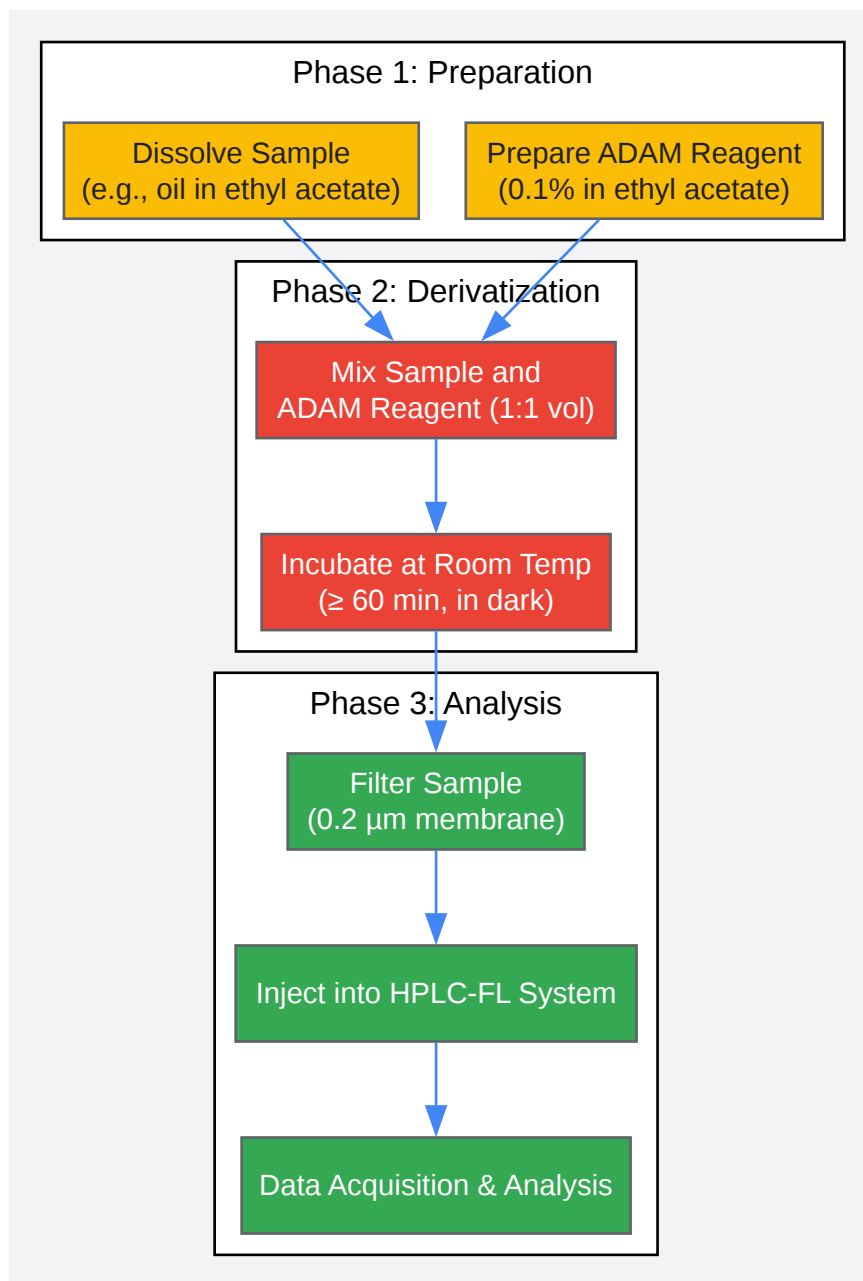 Phase 1: Preparation
Dissolve Sample
(e.g., oil in ethyl acetate)
Prepare ADAM Reagent
(0.1% in ethyl acetate)
Phase 2: Derivatization
Mix Sample and
ADAM Reagent (1:1 vol)
Incubate at Room Temp
(≥ 60 min, in dark)
Phase 3: Analysis
Filter Sample
(0.2 µm membrane)
Inject into HPLC-FL System
Data Acquisition & Analysis